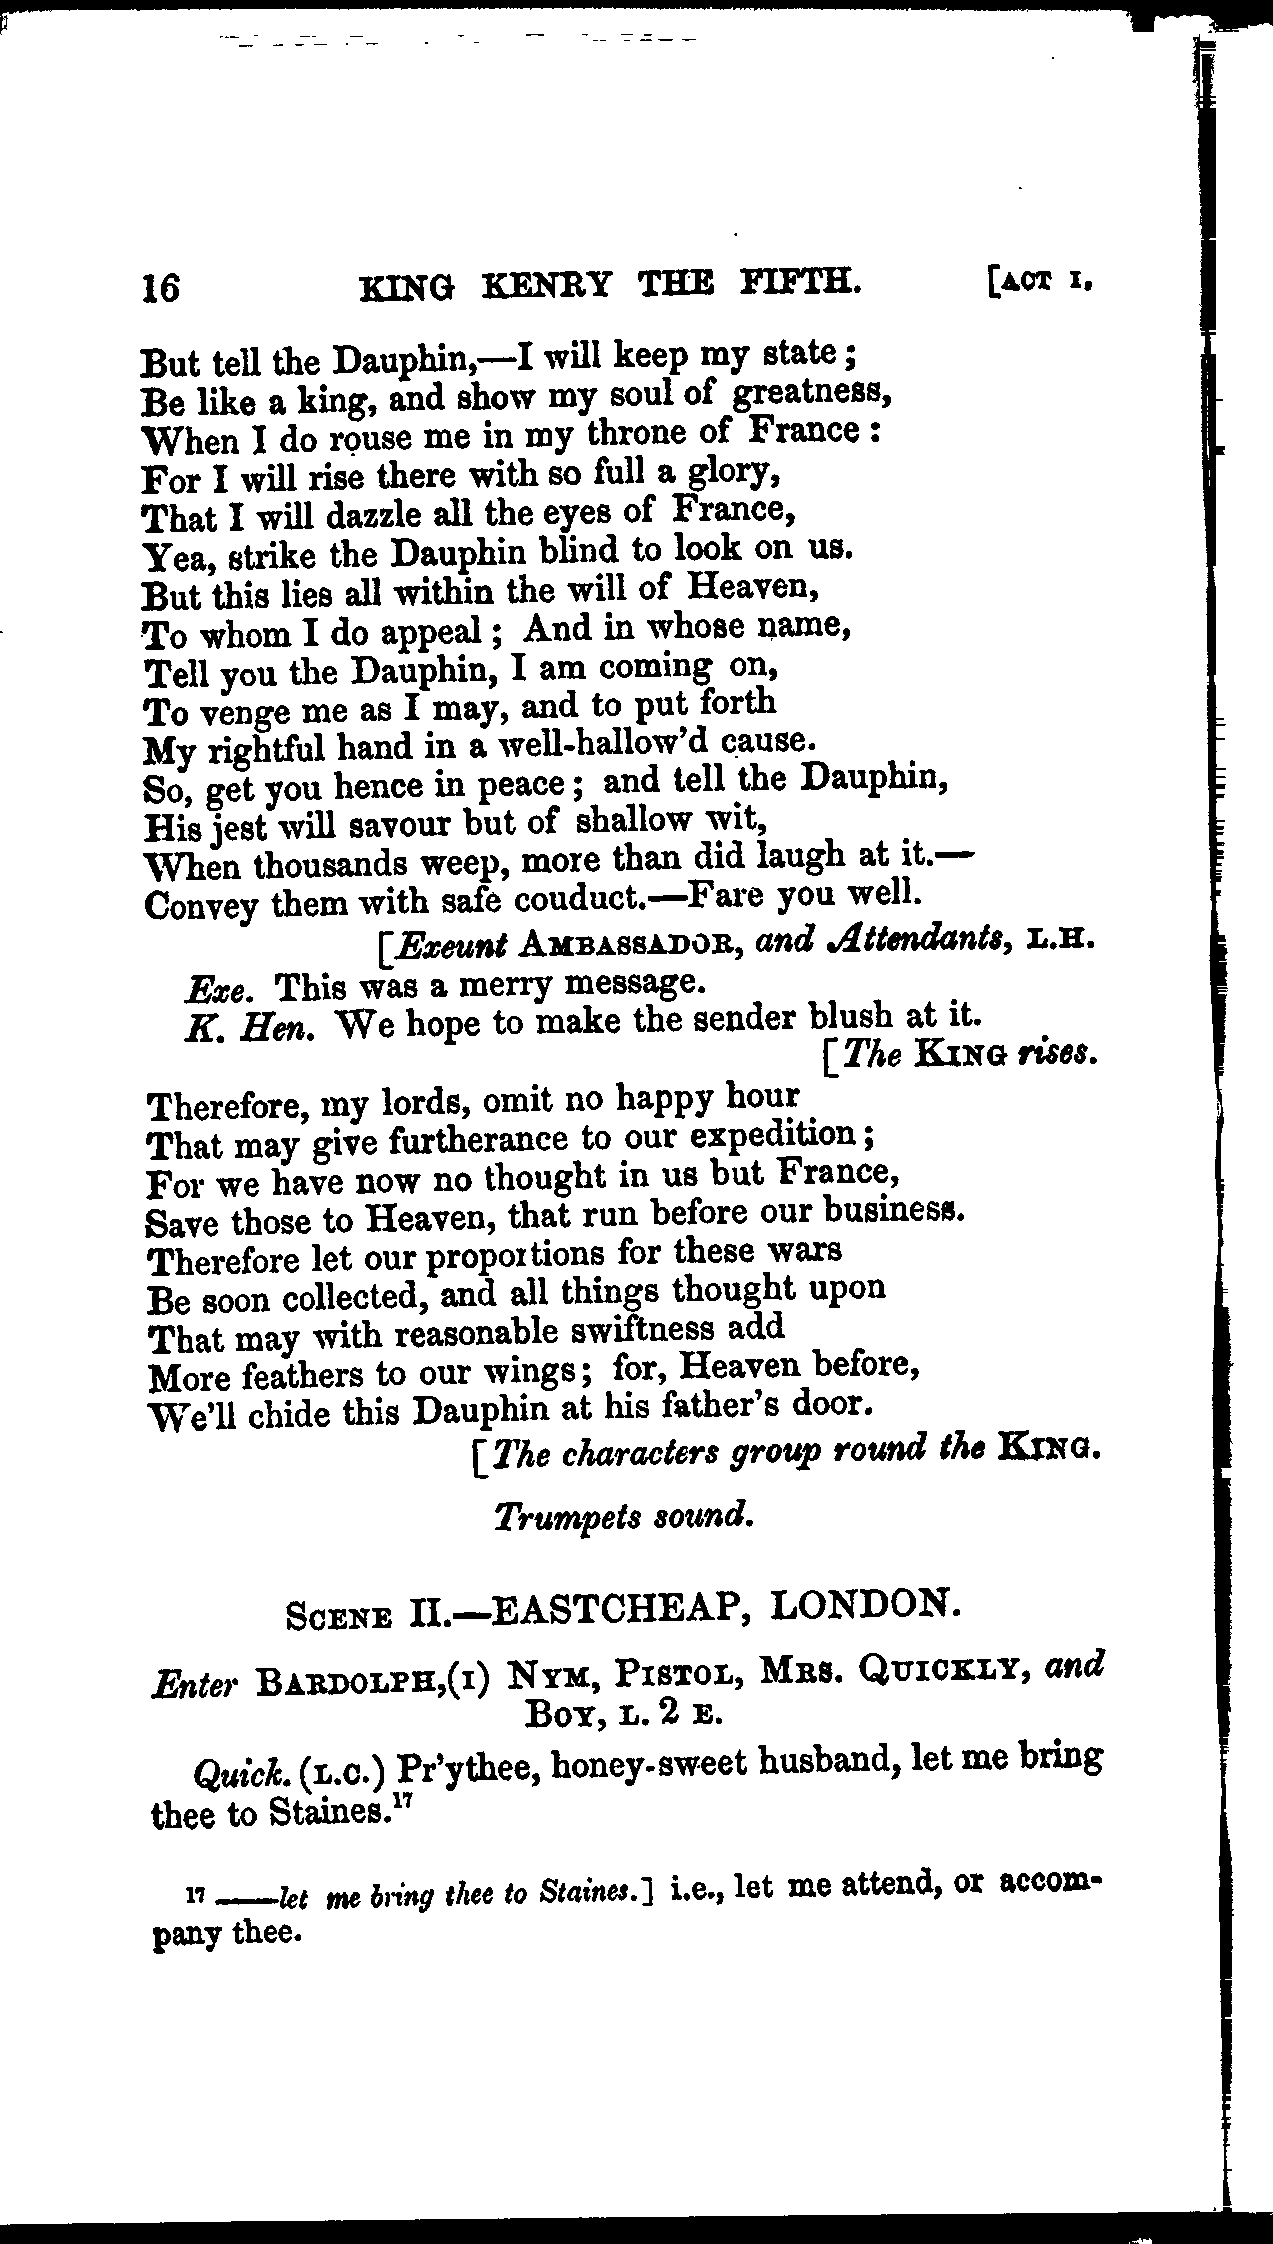 16 KING KENRY THE FIFTH. [ACT I.
But tell the Dauphin,—I will keep my state;
Be like a king, and show my soul of greatness,
When I do rouse me in my throne of France:
For I will rise there with so full a glory,
That I will dazzle all the eyes of France,
Yea, strike the Dauphin blind to look on us.
But this lies all within the will of Heaven,
To whom I do appeal; And in whose name,
Tell you the Dauphin, I am coming on,
To venge me as I may, and to put forth
My rightful hand in a well-hallow'd cause.
So, get you hence in peace; and tell the Dauphin,
His jest will savour but of shallow wit,
When thousands weep, more than did laugh at it.—
Convey them with safe couduct.—Fare you well.
[Exeunt AMBASSADOR, and Attendants, L.H.
Exe. This was a merry message.
K. Hen. We hope to make the sender blush at it.
[The KING rises.
Therefore, my lords, omit no happy hour
That may give furtherance to our expedition;
For we have now no thought in us but France,
Save those to Heaven, that run before our business.
Therefore let our proportions for these wars
Be soon collected, and all things thought upon
That may with reasonable swiftness add
More feathers to our wings; for, Heaven before,
We'll chide this Dauphin at his father's door.
[The characters group round the KING.
Trumpets sound.
SCENE II.—EASTCHEAP, LONDON.
Enter BARDOLPH,(I) NYM, PISTOL, MRS. QUICKLY, and
BOY, L. 2 E.
Quick. (L.C.) Pr'ythee, honey-sweet husband, let me bring
thee to Staines.17
17 ——let me bring thee to Staines.] i.e., let me attend, or accom-
pany thee.